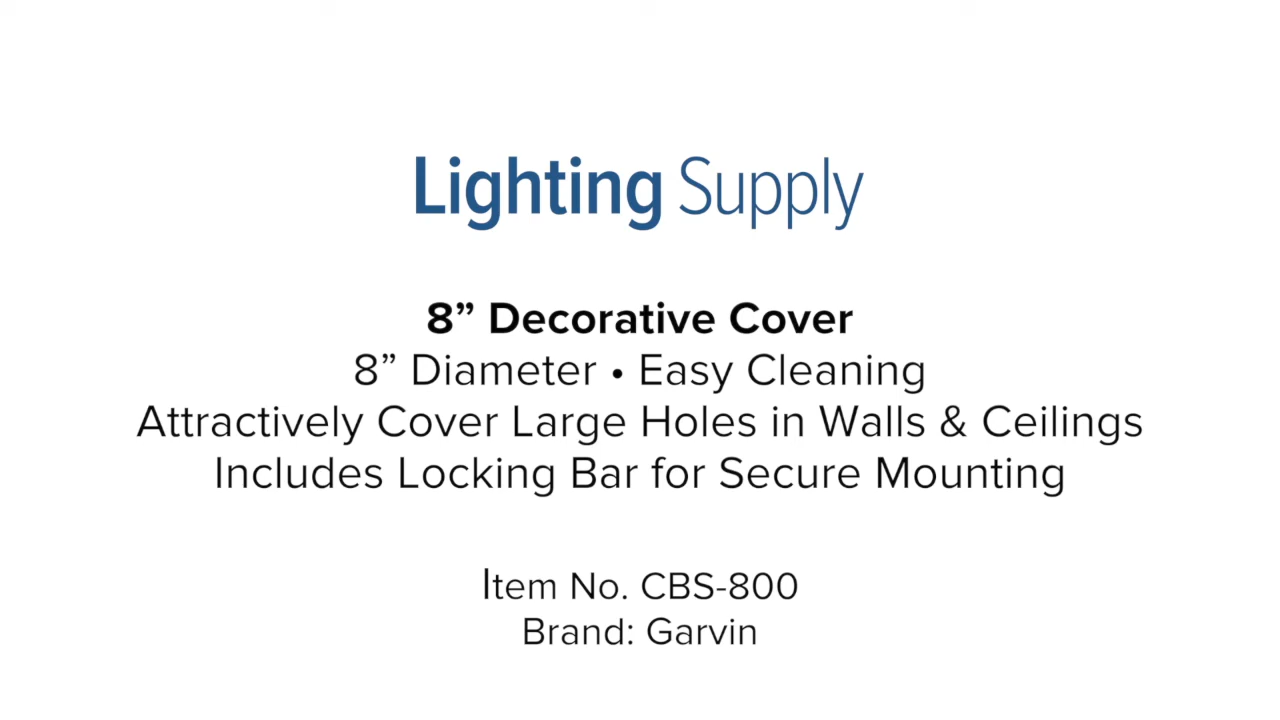 Lighting Supply
8” Decorative Cover
8” Diameter • Easy Cleaning
Attractively Cover Large Holes in Walls & Ceilings
Includes Locking Bar for Secure Mounting
Item No. CBS-800
Brand: Garvin